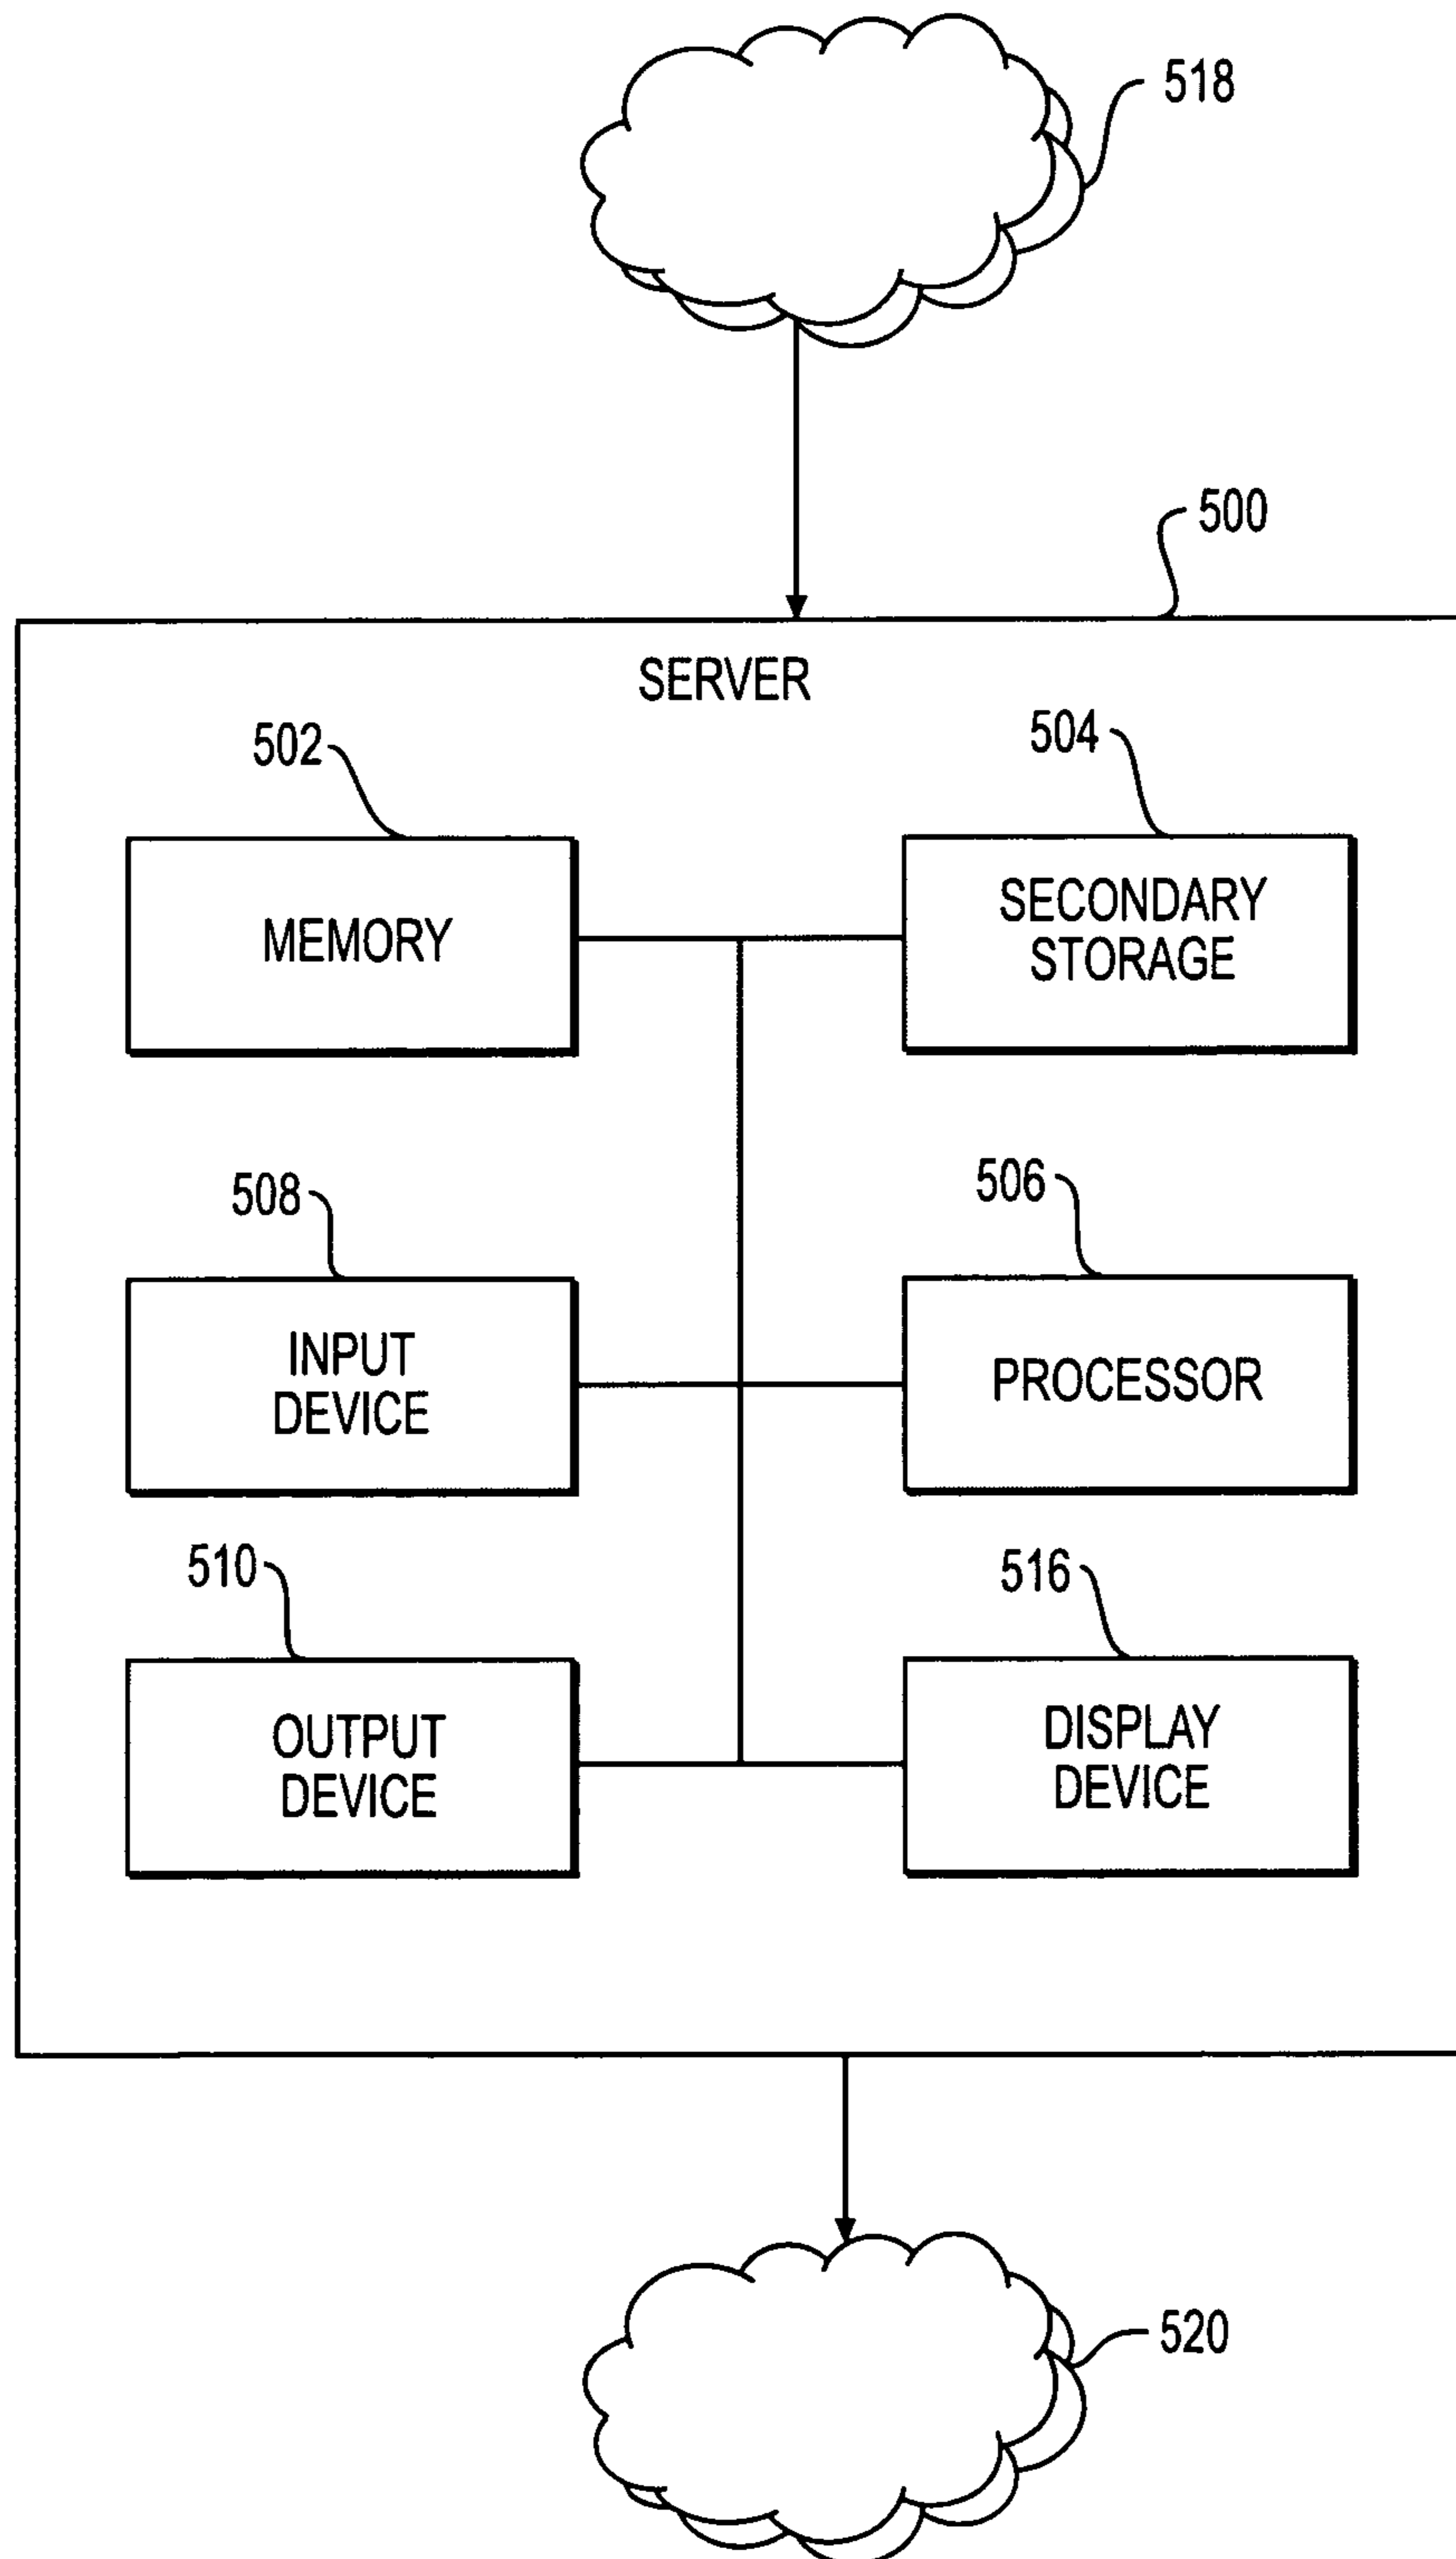 518
500
SERVER
502
504
MEMORY
SECONDARY
STORAGE
508
506
INPUT
DEVICE
PROCESSOR
510
516
OUTPUT
DEVICE
DISPLAY
DEVICE
520